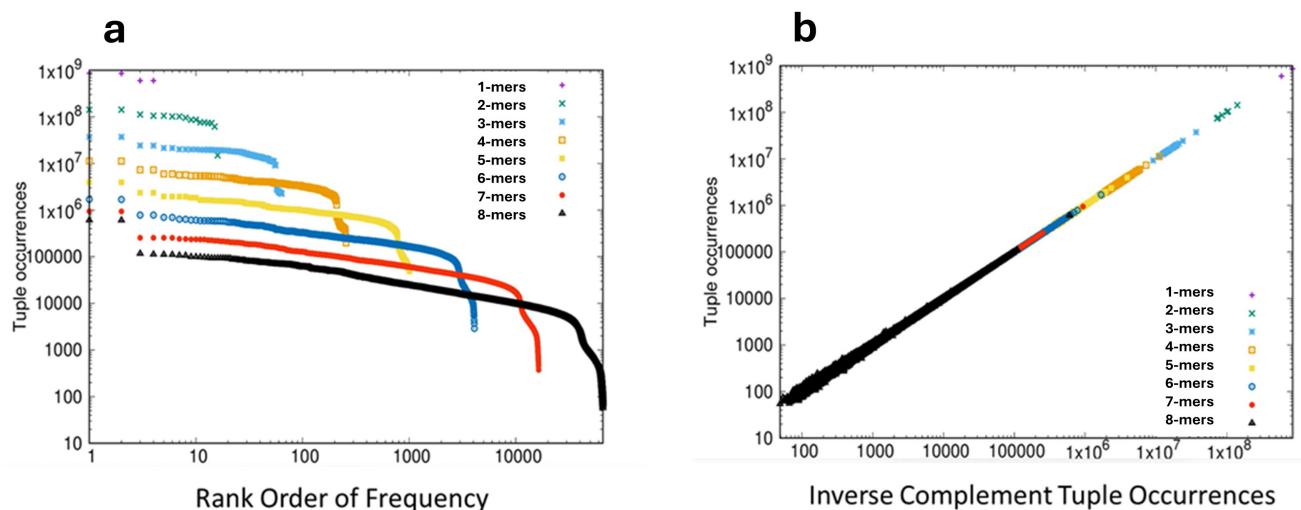 a
1x10^9
1x10^8
1x10^7
1x10^6
100000
10000
1000
100
10
Tuple occurrences
1-mers
2-mers
3-mers
4-mers
5-mers
6-mers
7-mers
8-mers
1 10 100 1000 10000
Rank Order of Frequency
b
1x10^9
1x10^8
1x10^7
1x10^6
100000
10000
1000
100
10
Tuple occurrences
1-mers
2-mers
3-mers
4-mers
5-mers
6-mers
7-mers
8-mers
100 1000 10000 100000 1x10^6 1x10^7 1x10^8
Inverse Complement Tuple Occurrences